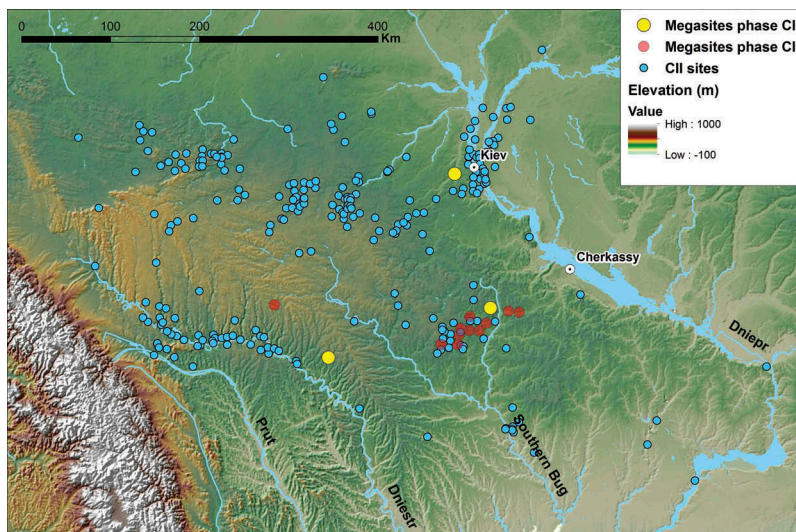 0 100 200 400
Km
Megasites phase CI
Megasites phase CI
CII sites
Elevation (m)
Value
High : 1000
Low : -100
Kiev
Cherkassy
Dniepr
Prut
Dniestr
Southern Bug